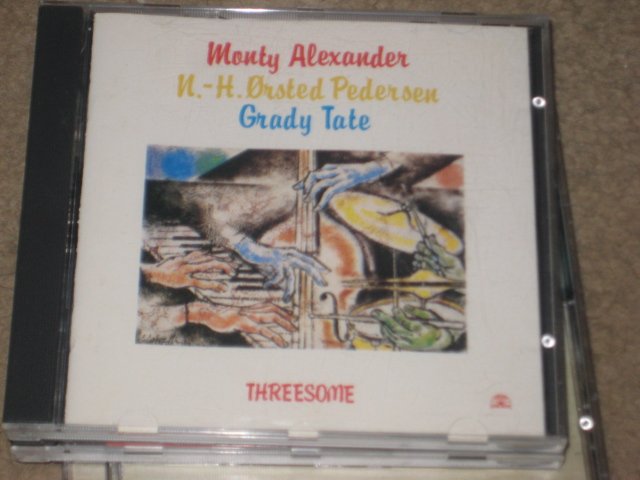 Monty Alexander
N.-H. Ørsted Pedersen
Grady Tate
THREESOME